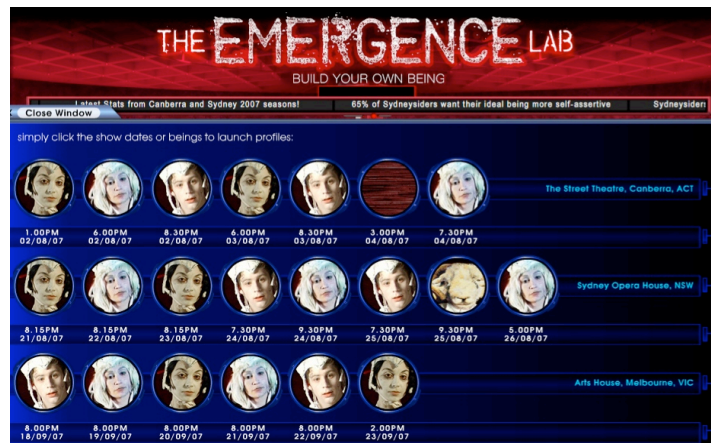 THE EMERGENCE LAB
BUILD YOUR OWN BEING
Latest Stats from Canberra and Sydney 2007 seasons! 65% of Sydneysiders want their ideal being more self-assertive Sydneysiders
Close Window
simply click the show dates or beings to launch profiles:
The Street Theatre, Canberra, ACT
1.00PM 6.00PM 8.30PM 6.00PM 8.30PM 3.00PM 7.30PM
02/08/07 02/08/07 02/08/07 03/08/07 03/08/07 04/08/07 04/08/07
Sydney Opera House, NSW
8.15PM 8.15PM 8.15PM 7.30PM 9.30PM 7.30PM 9.30PM 5.00PM
21/08/07 22/08/07 23/08/07 24/08/07 24/08/07 25/08/07 25/08/07 26/08/07
Arts House, Melbourne, VIC
8.00PM 8.00PM 8.00PM 8.00PM 8.00PM 2.00PM
18/09/07 19/09/07 20/09/07 21/09/07 22/09/07 23/09/07